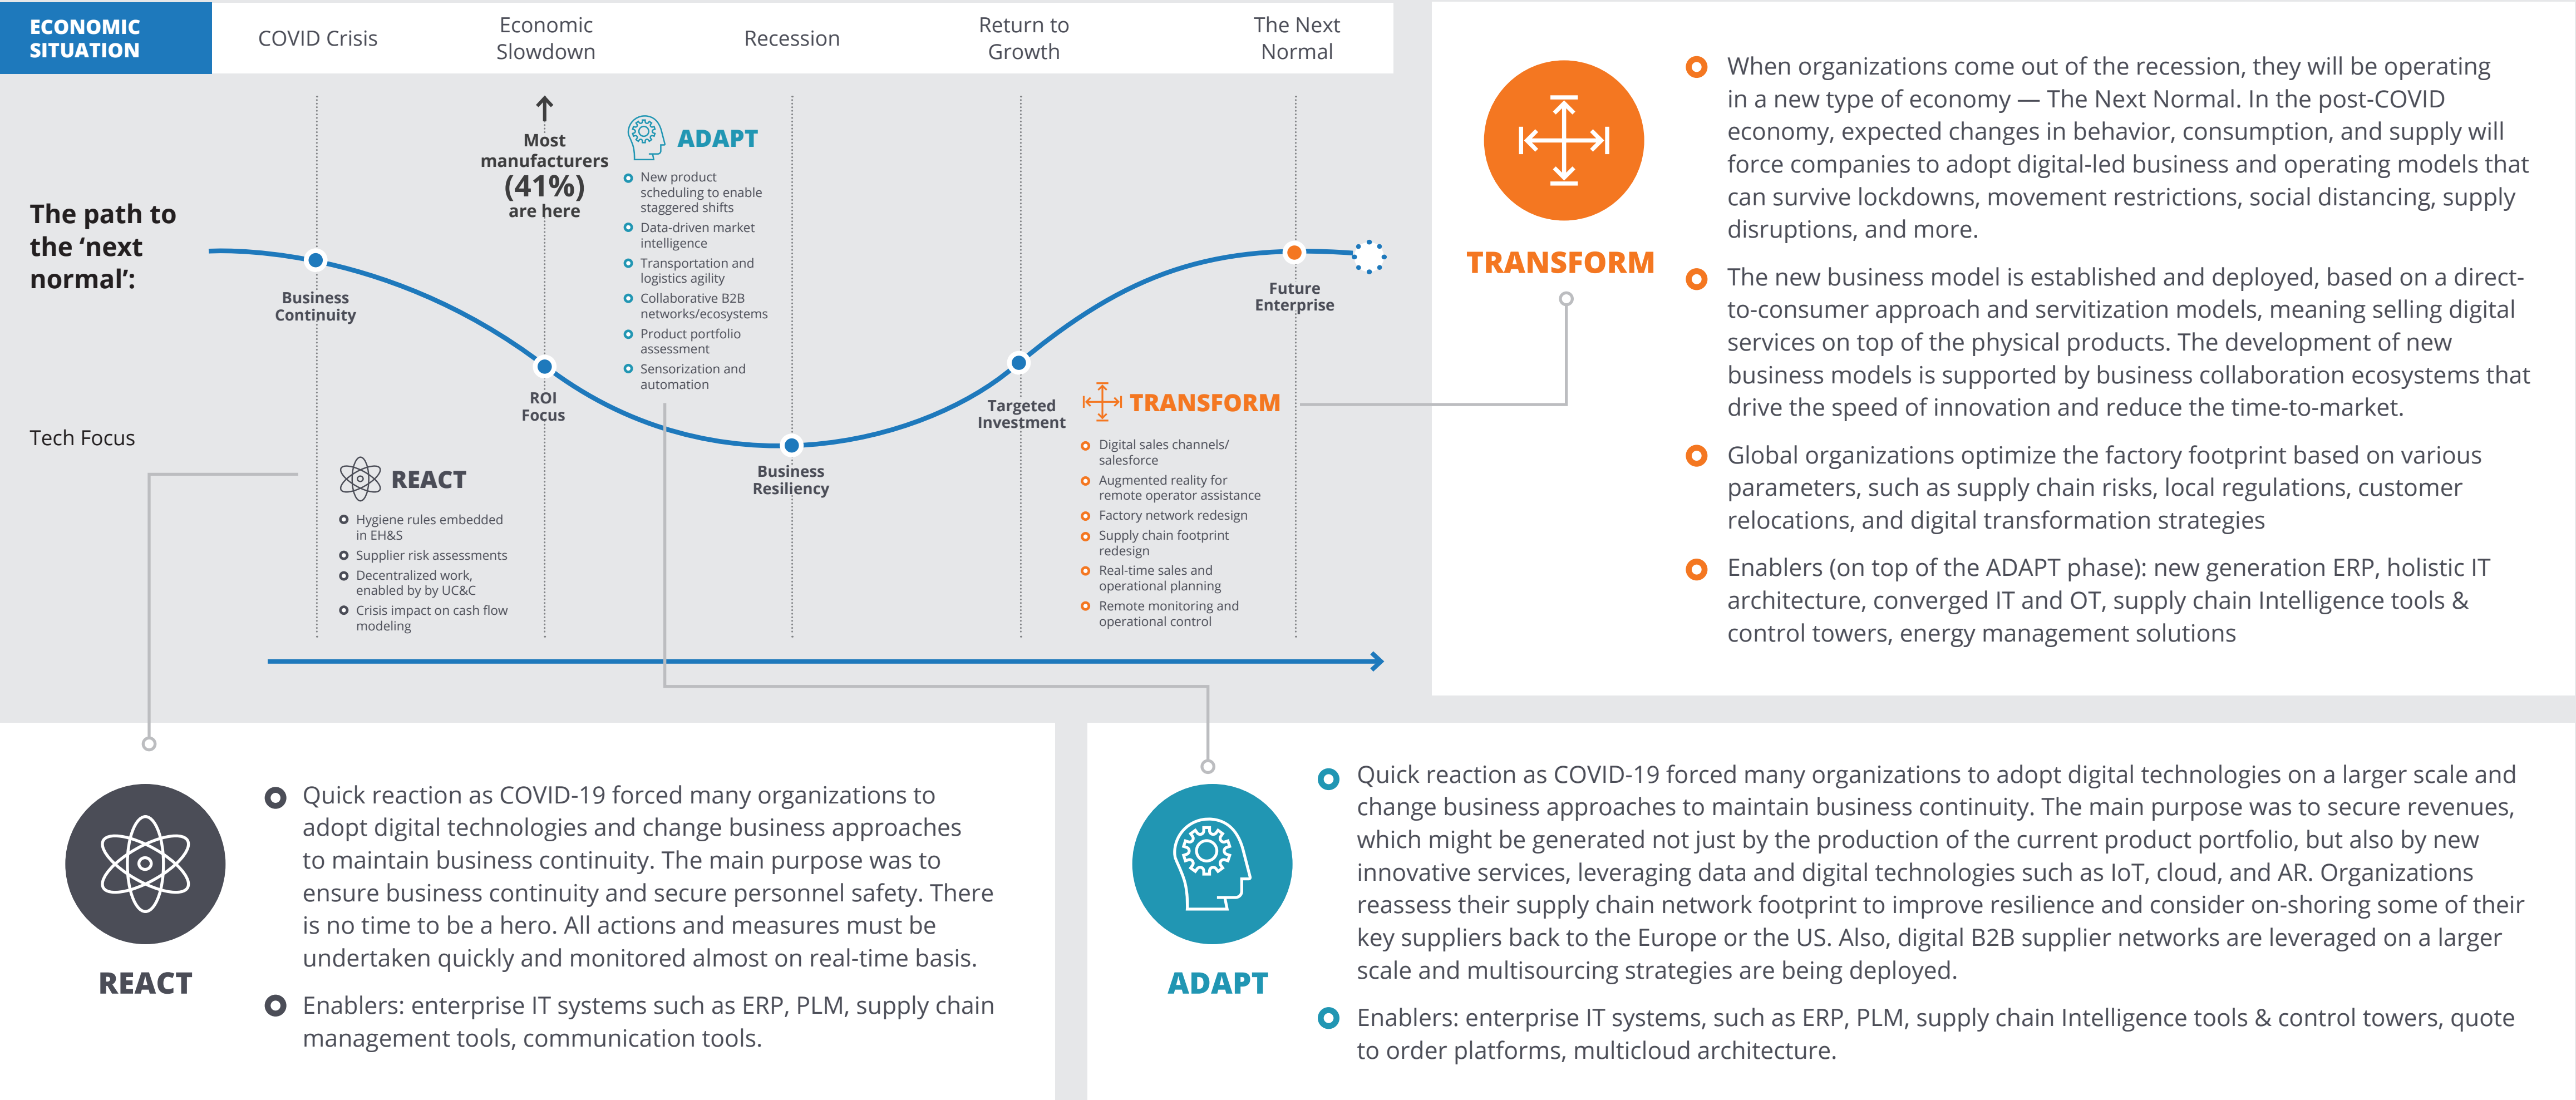 ECONOMIC
SITUATION
COVID Crisis
Economic
Slowdown
Recession
Return to
Growth
The Next
Normal
The path to
the ‘next
normal’:
Business
Continuity
Most
manufacturers
(41%)
are here
ROI
Focus
ADAPT
New product
scheduling to enable
staggered shifts
Data-driven market
intelligence
Transportation and
logistics agility
Collaborative B2B
networks/ecosystems
Product portfolio
assessment
Sensorization and
automation
Business
Resiliency
Targeted
Investment
Future
Enterprise
Tech Focus
REACT
Hygiene rules embedded
in EH&S
Supplier risk assessments
Decentralized work,
enabled by by UC&C
Crisis impact on cash flow
modeling
TRANSFORM
Digital sales channels/
salesforce
Augmented reality for
remote operator assistance
Factory network redesign
Supply chain footprint
redesign
Real-time sales and
operational planning
Remote monitoring and
operational control
TRANSFORM
When organizations come out of the recession, they will be operating
in a new type of economy — The Next Normal. In the post-COVID
economy, expected changes in behavior, consumption, and supply will
force companies to adopt digital-led business and operating models that
can survive lockdowns, movement restrictions, social distancing, supply
disruptions, and more.
The new business model is established and deployed, based on a direct-
to-consumer approach and servitization models, meaning selling digital
services on top of the physical products. The development of new
business models is supported by business collaboration ecosystems that
drive the speed of innovation and reduce the time-to-market.
Global organizations optimize the factory footprint based on various
parameters, such as supply chain risks, local regulations, customer
relocations, and digital transformation strategies
Enablers (on top of the ADAPT phase): new generation ERP, holistic IT
architecture, converged IT and OT, supply chain Intelligence tools &
control towers, energy management solutions
REACT
Quick reaction as COVID-19 forced many organizations to
adopt digital technologies and change business approaches
to maintain business continuity. The main purpose was to
ensure business continuity and secure personnel safety. There
is no time to be a hero. All actions and measures must be
undertaken quickly and monitored almost on real-time basis.
Enablers: enterprise IT systems such as ERP, PLM, supply chain
management tools, communication tools.
ADAPT
Quick reaction as COVID-19 forced many organizations to adopt digital technologies on a larger scale and
change business approaches to maintain business continuity. The main purpose was to secure revenues,
which might be generated not just by the production of the current product portfolio, but also by new
innovative services, leveraging data and digital technologies such as IoT, cloud, and AR. Organizations
reassess their supply chain network footprint to improve resilience and consider on-shoring some of their
key suppliers back to the Europe or the US. Also, digital B2B supplier networks are leveraged on a larger
scale and multisourcing strategies are being deployed.
Enablers: enterprise IT systems, such as ERP, PLM, supply chain Intelligence tools & control towers, quote
to order platforms, multicloud architecture.